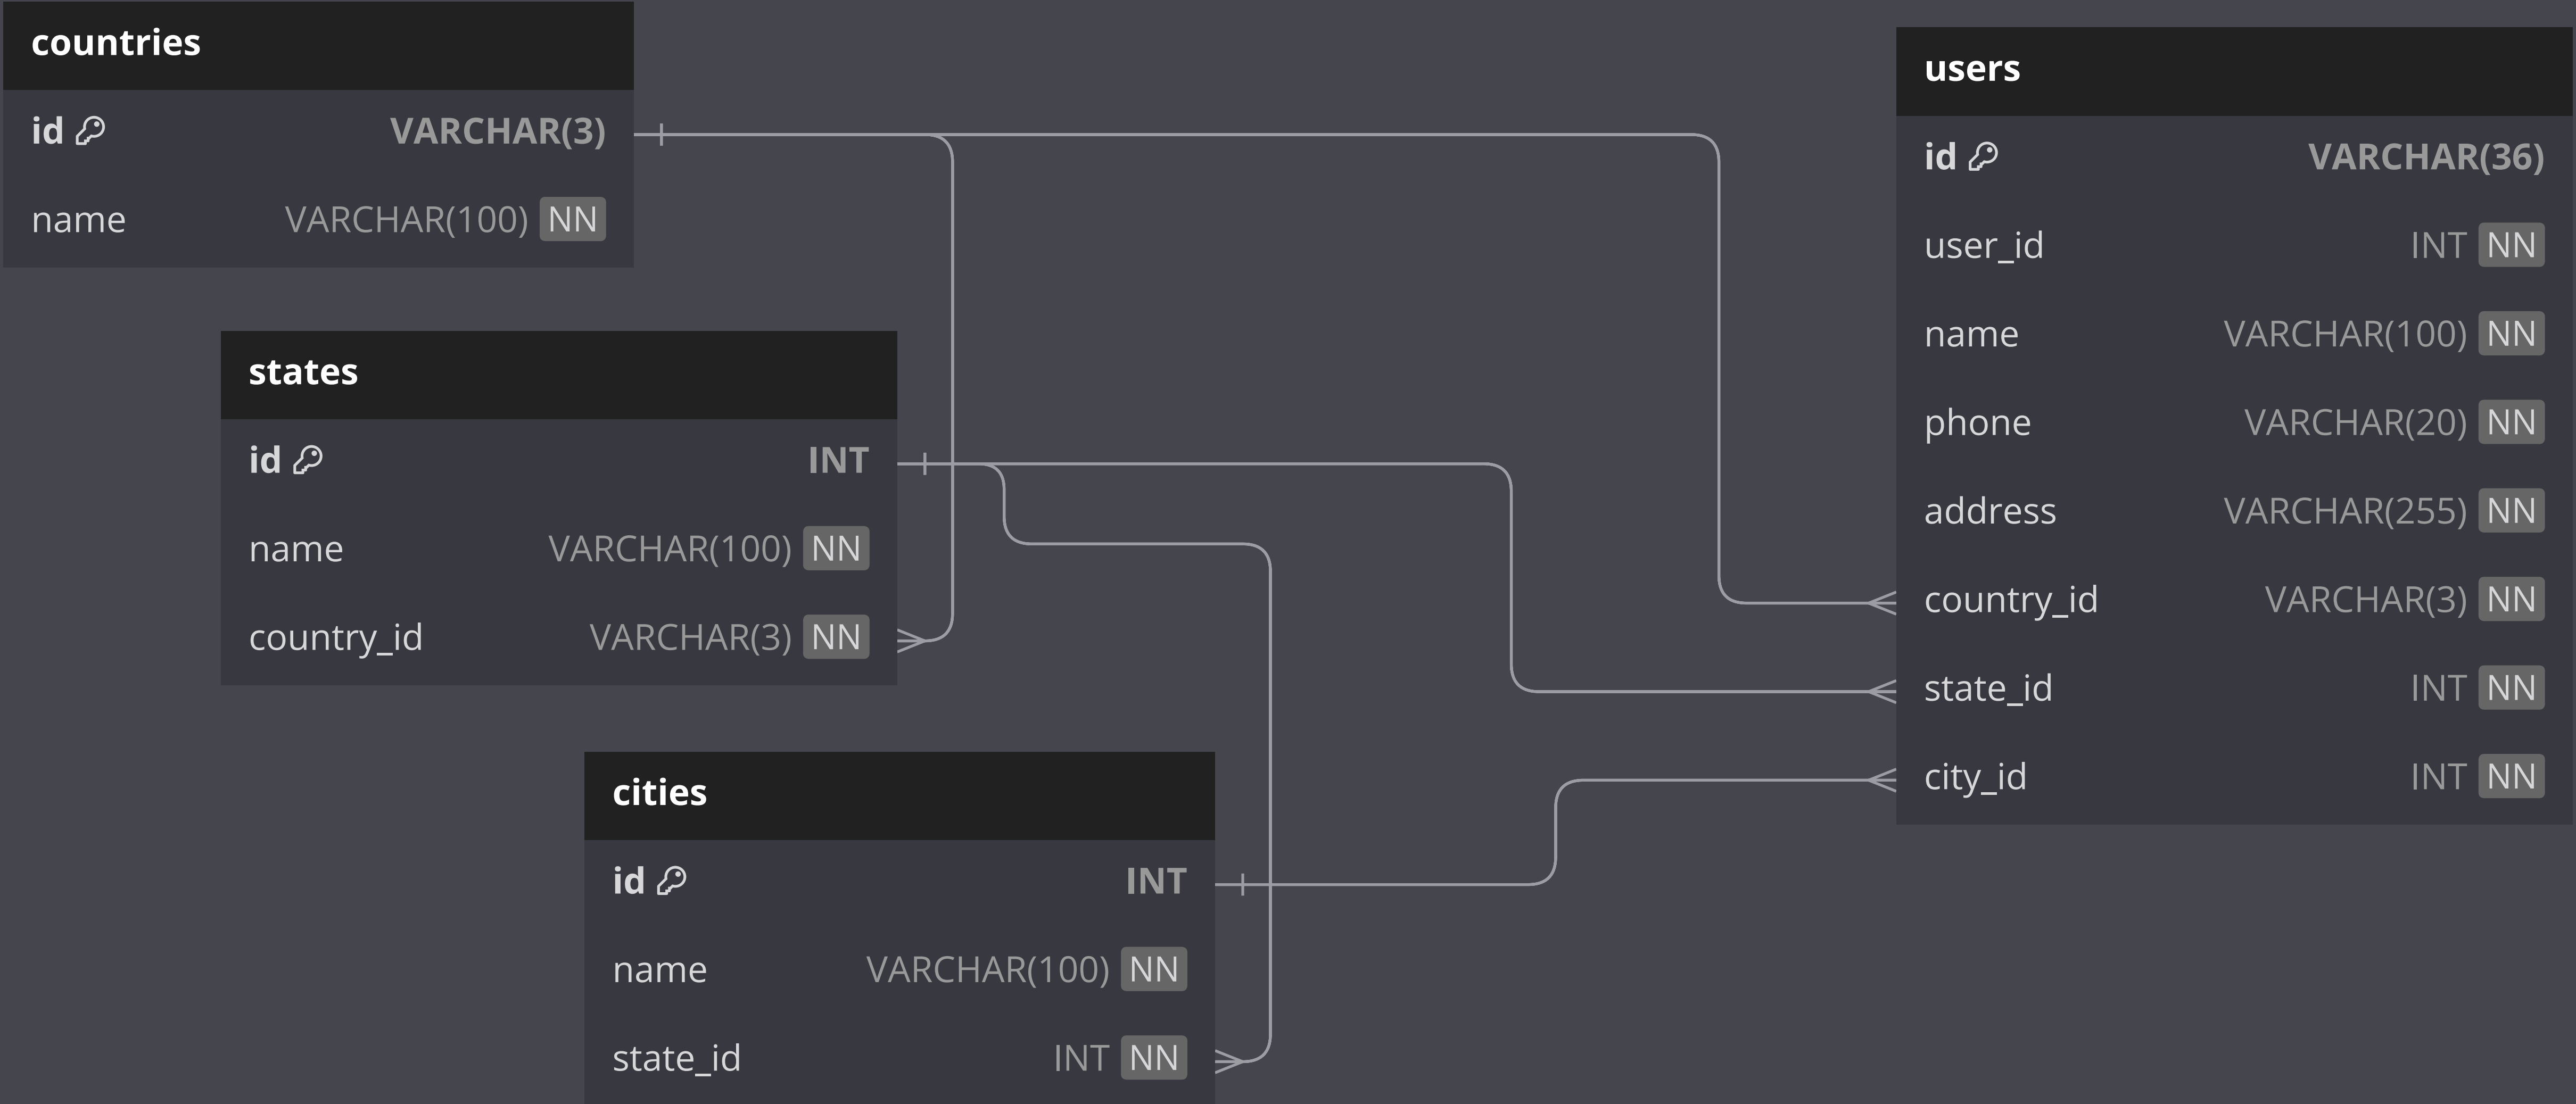 countries
id VARCHAR(3)
name VARCHAR(100) NN
states
id INT
name VARCHAR(100) NN
country_id VARCHAR(3) NN
cities
id INT
name VARCHAR(100) NN
state_id INT NN
users
id VARCHAR(36)
user_id INT NN
name VARCHAR(100) NN
phone VARCHAR(20) NN
address VARCHAR(255) NN
country_id VARCHAR(3) NN
state_id INT NN
city_id INT NN